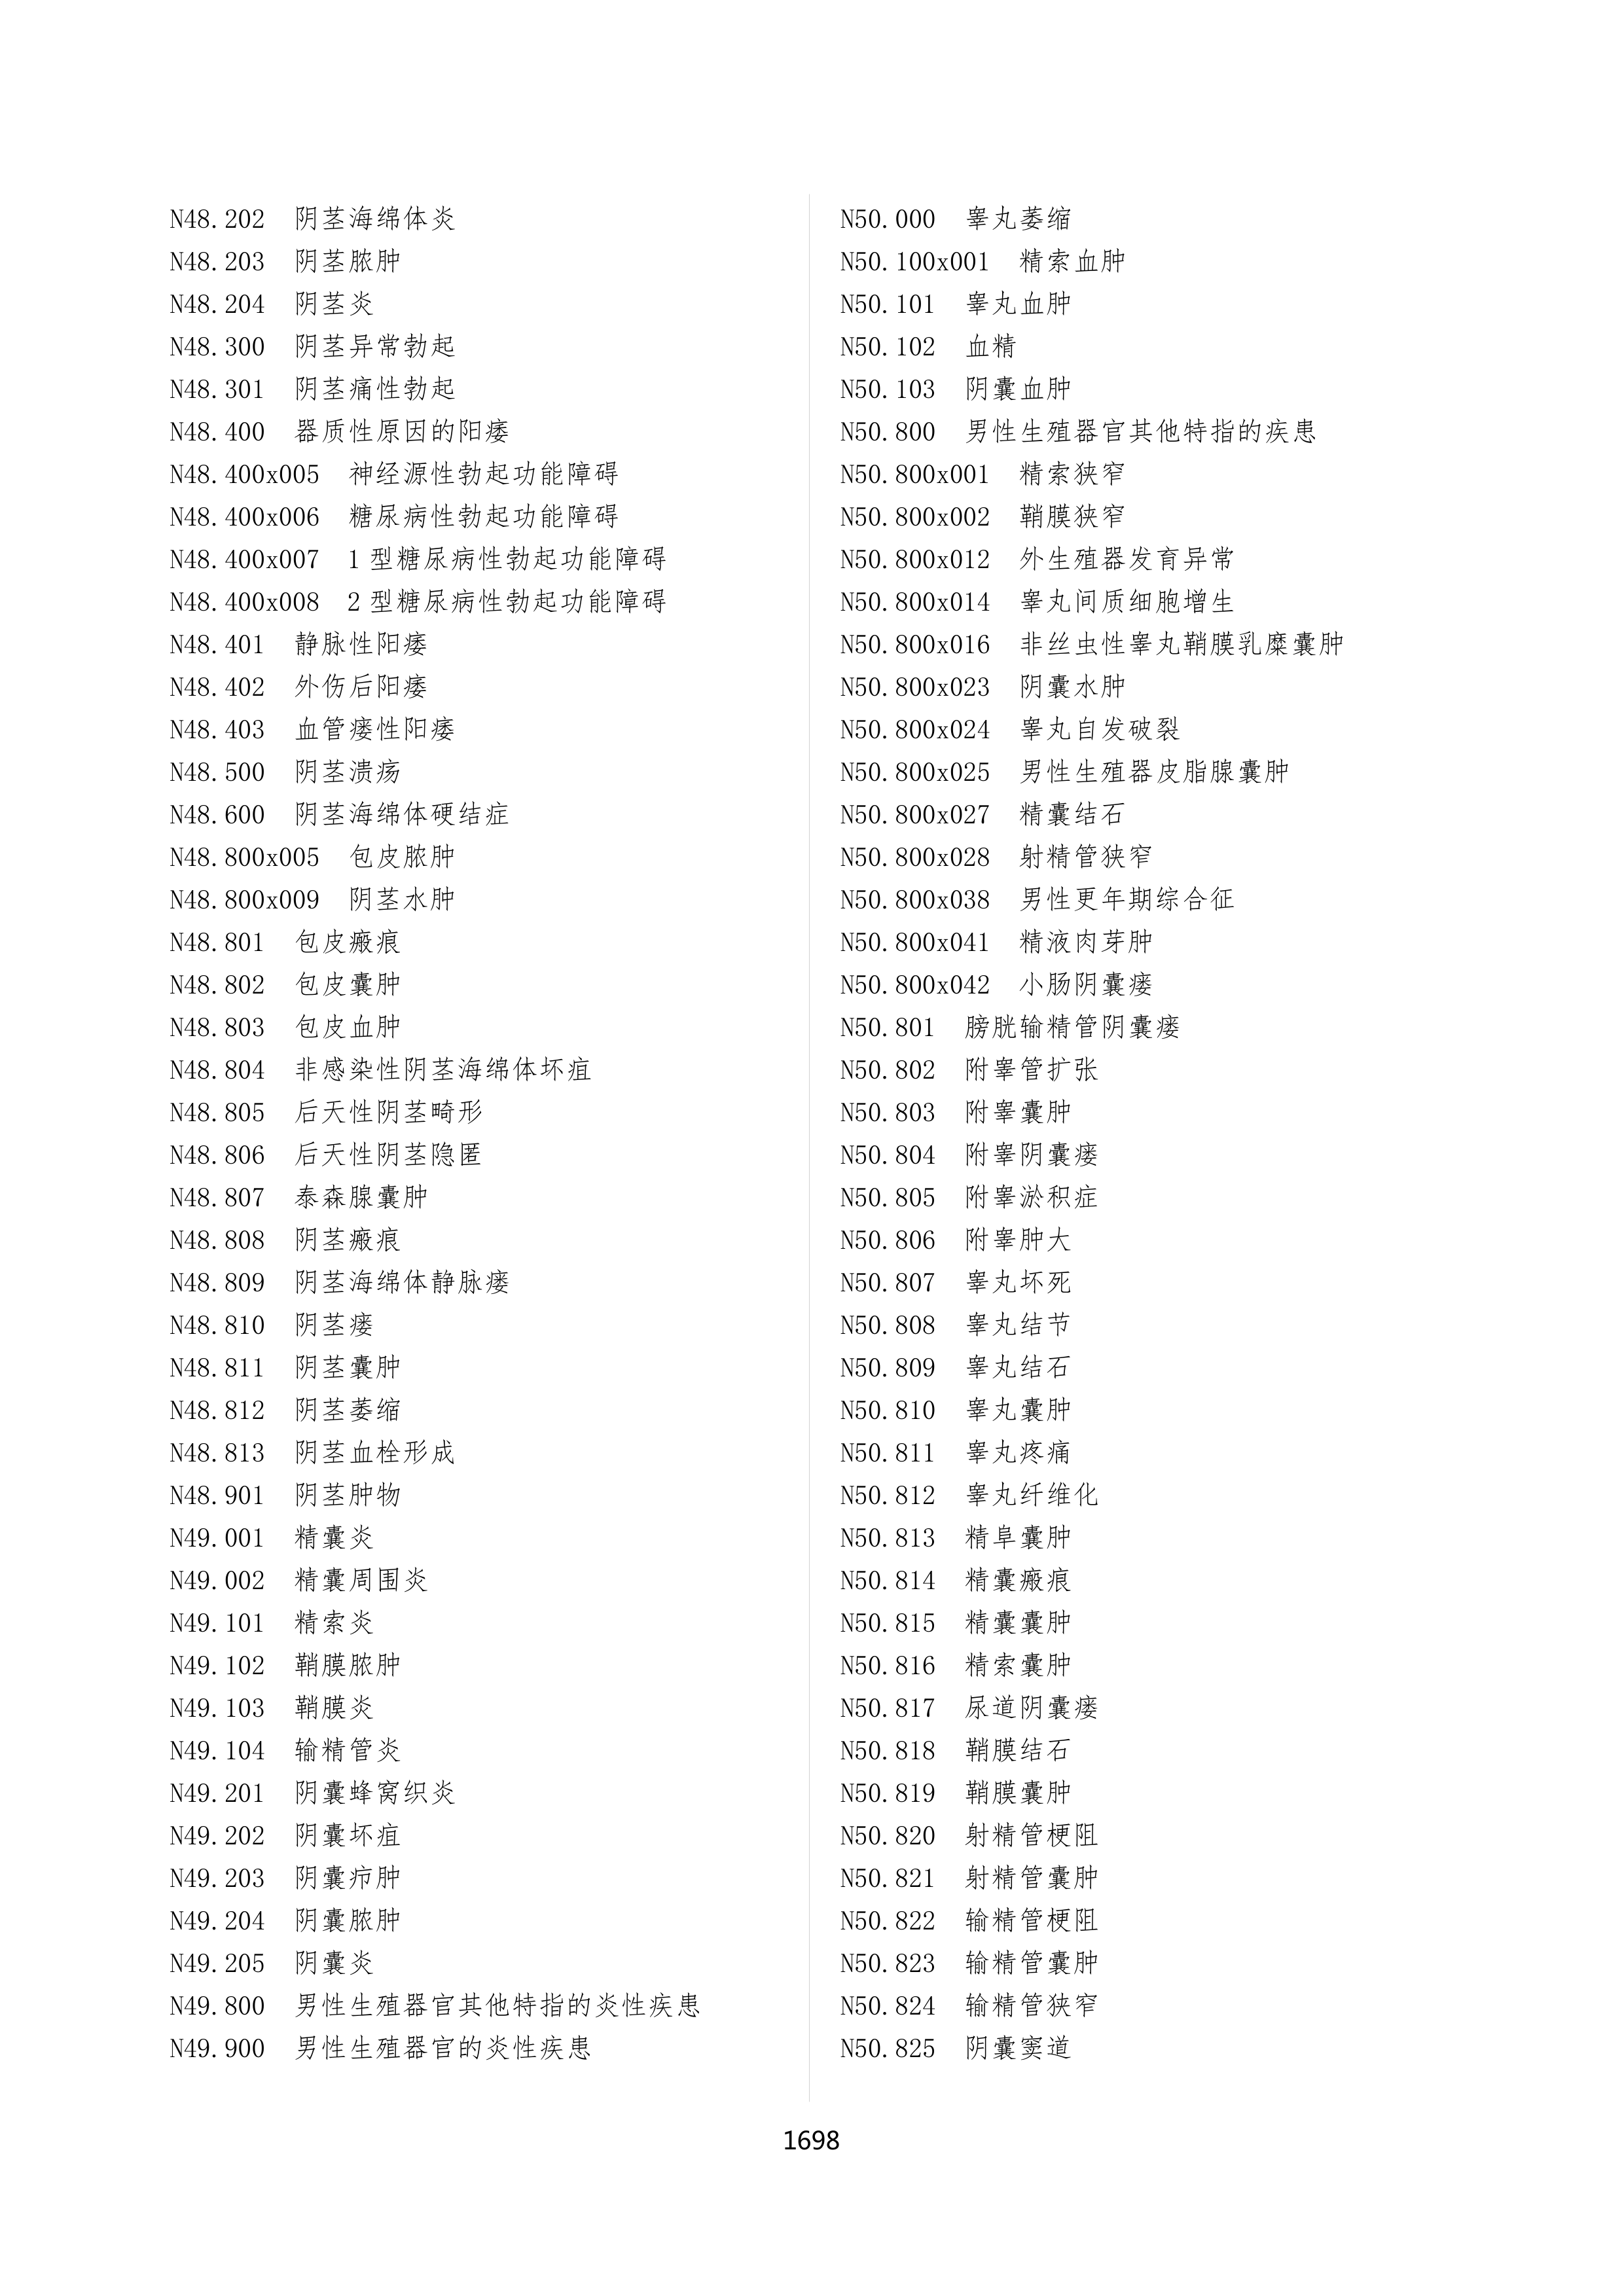 N48.202 阴茎海绵体炎
N48.203 阴茎脓肿
N48.204 阴茎炎
N48.300 阴茎异常勃起
N48.301 阴茎痛性勃起
N48.400 器质性原因的阳痿
N48.400x005 神经源性勃起功能障碍
N48.400x006 糖尿病性勃起功能障碍
N48.400x007 1型糖尿病性勃起功能障碍
N48.400x008 2型糖尿病性勃起功能障碍
N48.401 静脉性阳痿
N48.402 外伤后阳痿
N48.403 血管瘘性阳痿
N48.500 阴茎溃疡
N48.600 阴茎海绵体硬结症
N48.800x005 包皮脓肿
N48.800x009 阴茎水肿
N48.801 包皮瘢痕
N48.802 包皮囊肿
N48.803 包皮血肿
N48.804 非感染性阴茎海绵体坏疽
N48.805 后天性阴茎畸形
N48.806 后天性阴茎隐匿
N48.807 泰森腺囊肿
N48.808 阴茎瘢痕
N48.809 阴茎海绵体静脉瘘
N48.810 阴茎瘘
N48.811 阴茎囊肿
N48.812 阴茎萎缩
N48.813 阴茎血栓形成
N48.901 阴茎肿物
N49.001 精囊炎
N49.002 精囊周围炎
N49.101 精索炎
N49.102 鞘膜脓肿
N49.103 鞘膜炎
N49.104 输精管炎
N49.201 阴囊蜂窝织炎
N49.202 阴囊坏疽
N49.203 阴囊疖肿
N49.204 阴囊脓肿
N49.205 阴囊炎
N49.800 男性生殖器官其他特指的炎性疾患
N49.900 男性生殖器官的炎性疾患
N50.000 睾丸萎缩
N50.100x001 精索血肿
N50.101 睾丸血肿
N50.102 血精
N50.103 阴囊血肿
N50.800 男性生殖器官其他特指的疾患
N50.800x001 精索狭窄
N50.800x002 鞘膜狭窄
N50.800x012 外生殖器发育异常
N50.800x014 睾丸间质细胞增生
N50.800x016 非丝虫性睾丸鞘膜乳糜囊肿
N50.800x023 阴囊水肿
N50.800x024 睾丸自发破裂
N50.800x025 男性生殖器皮脂腺囊肿
N50.800x027 精囊结石
N50.800x028 射精管狭窄
N50.800x038 男性更年期综合征
N50.800x041 精液肉芽肿
N50.800x042 小肠阴囊瘘
N50.801 膀胱输精管阴囊瘘
N50.802 附睾管扩张
N50.803 附睾囊肿
N50.804 附睾阴囊瘘
N50.805 附睾淤积症
N50.806 附睾肿大
N50.807 睾丸坏死
N50.808 睾丸结节
N50.809 睾丸结石
N50.810 睾丸囊肿
N50.811 睾丸疼痛
N50.812 睾丸纤维化
N50.813 精阜囊肿
N50.814 精囊瘢痕
N50.815 精囊囊肿
N50.816 精索囊肿
N50.817 尿道阴囊瘘
N50.818 鞘膜结石
N50.819 鞘膜囊肿
N50.820 射精管梗阻
N50.821 射精管囊肿
N50.822 输精管梗阻
N50.823 输精管囊肿
N50.824 输精管狭窄
N50.825 阴囊窦道
1698